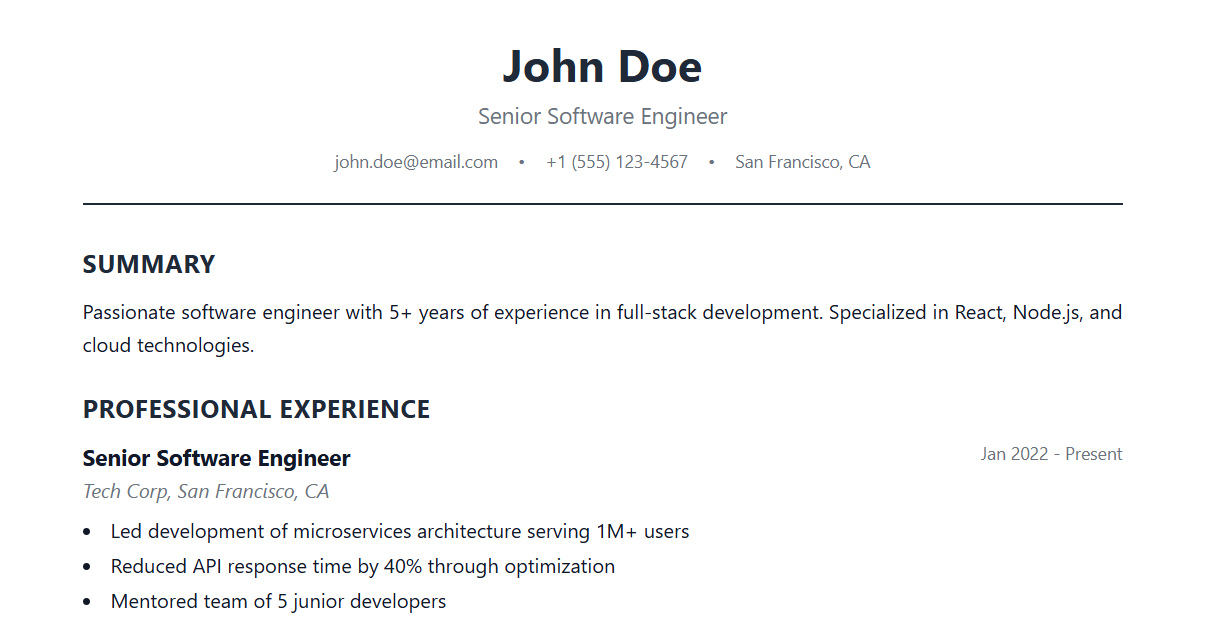 John Doe
Senior Software Engineer
john.doe@email.com • +1 (555) 123-4567 • San Francisco, CA
SUMMARY
Passionate software engineer with 5+ years of experience in full-stack development. Specialized in React, Node.js, and
cloud technologies.
PROFESSIONAL EXPERIENCE
Senior Software Engineer Jan 2022 - Present
Tech Corp, San Francisco, CA
• Led development of microservices architecture serving 1M+ users
• Reduced API response time by 40% through optimization
• Mentored team of 5 junior developers